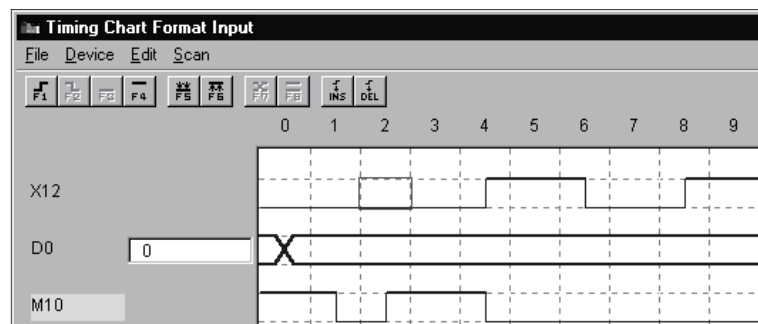 Timing Chart Format Input
File Device Edit Scan
F1 F2 F3 F4 F5 F6 F7 F8 INS DEL
0 1 2 3 4 5 6 7 8 9
X12
D0 0
M10